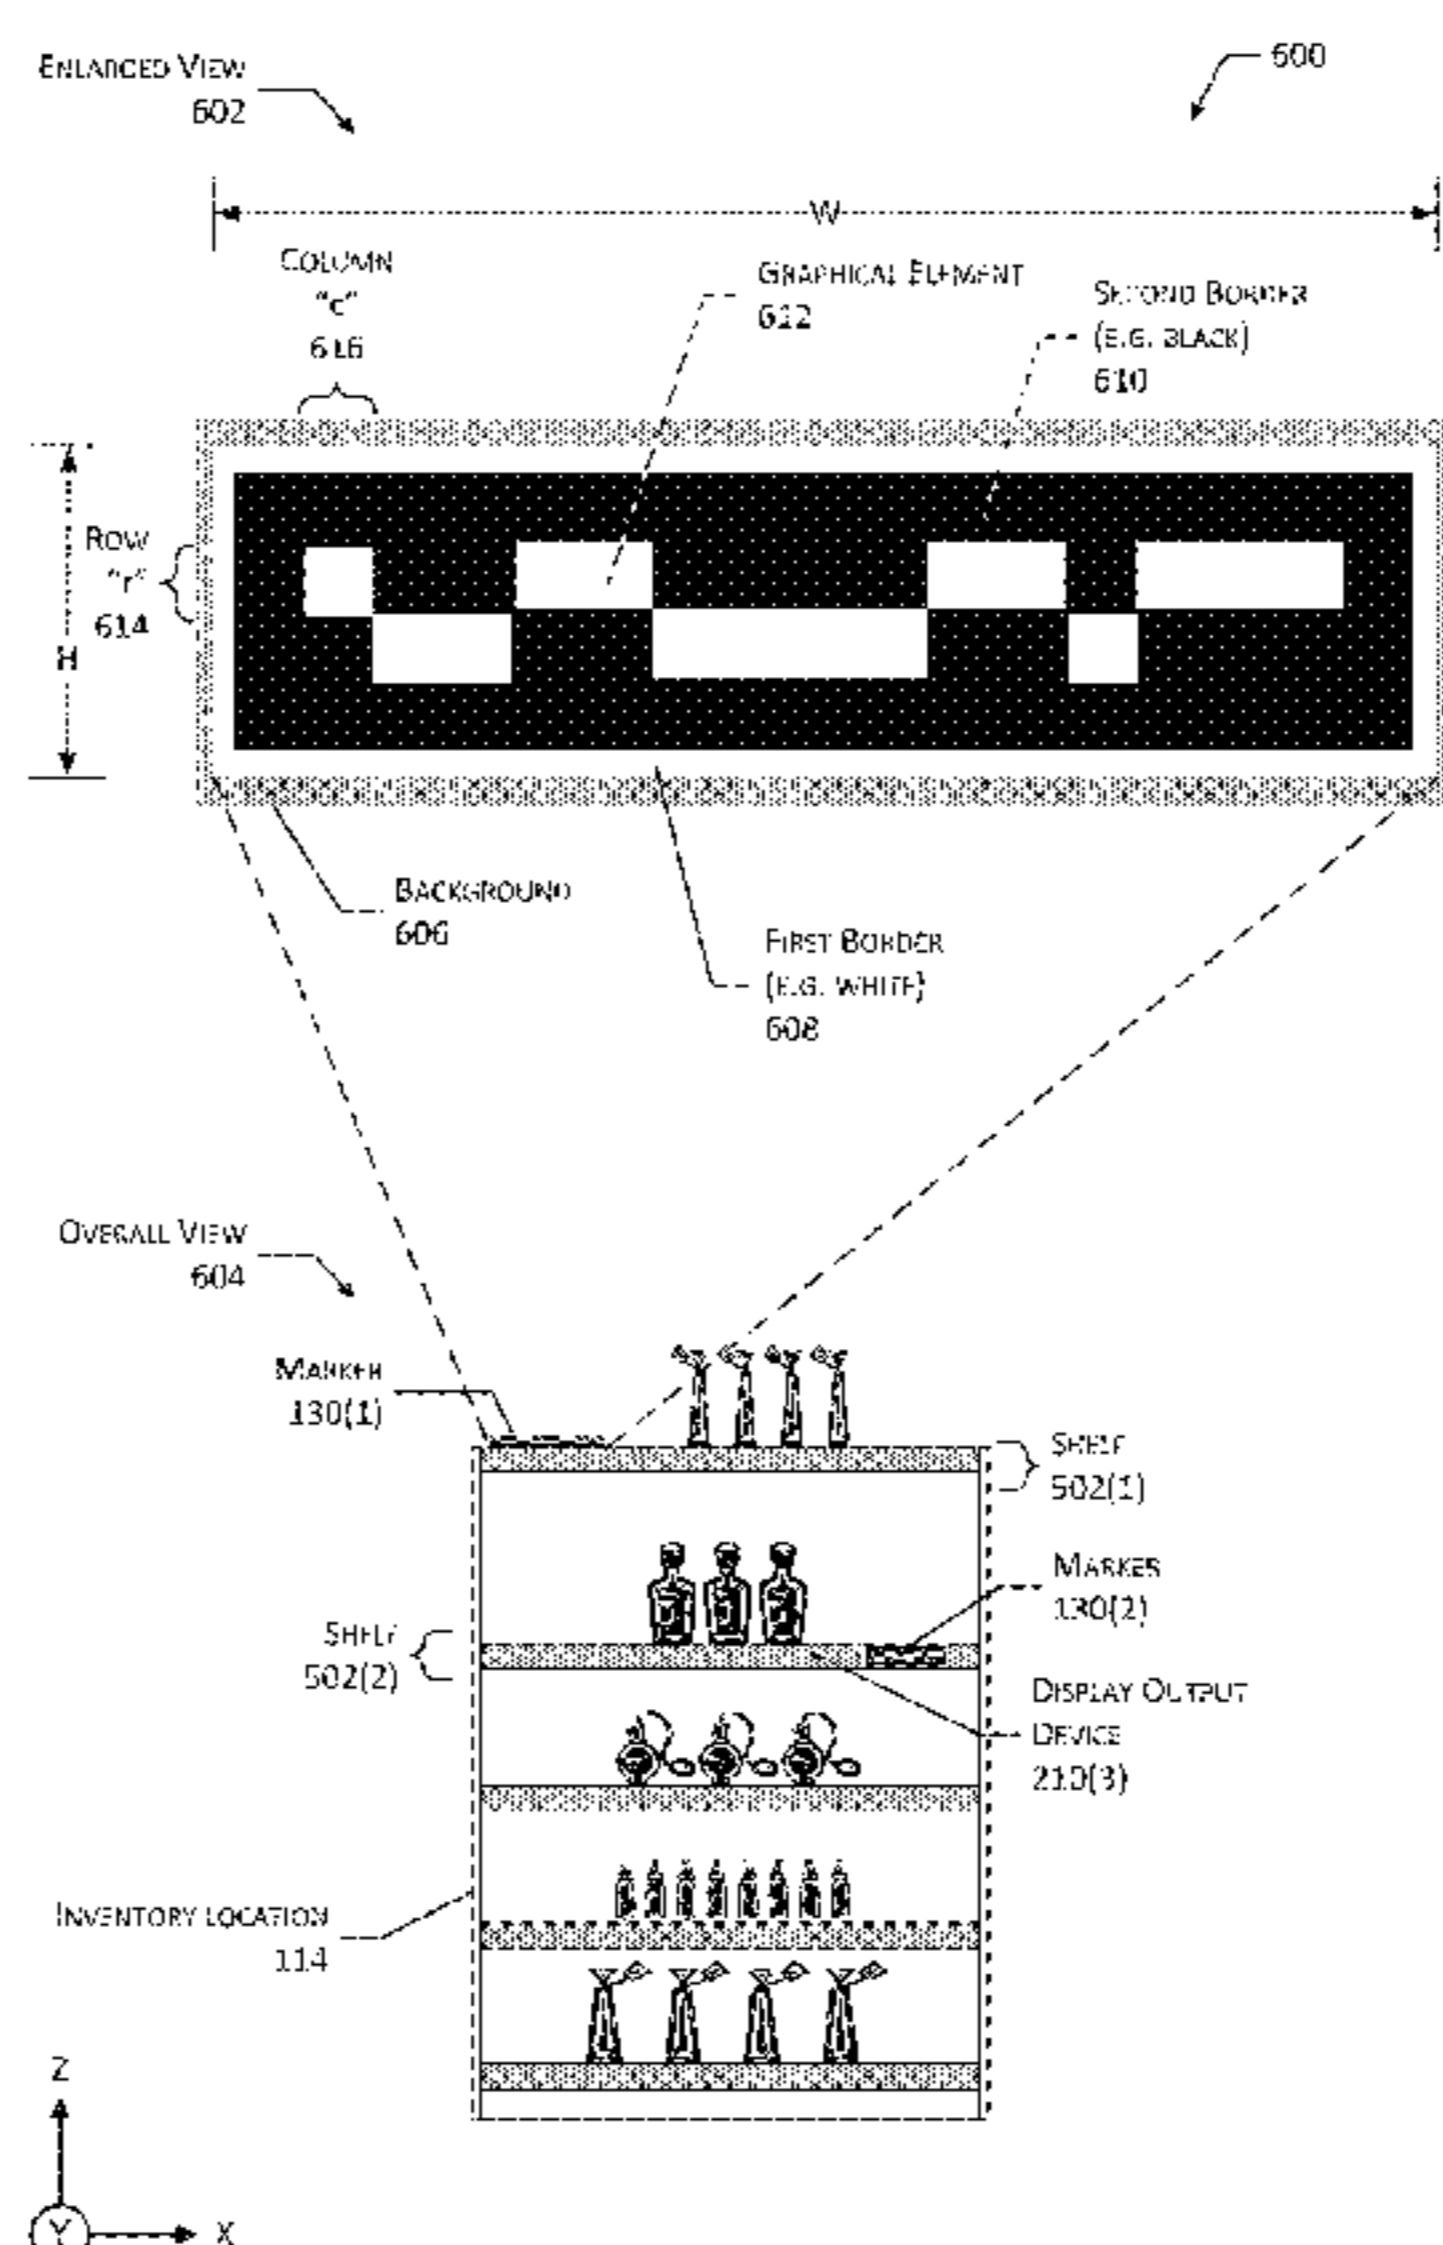 ENLARGED VIEW
602
600
W
COLUMN
"c"
616
GRAPHICAL ELEMENT
612
SECOND BORDER
(E.G. BLACK)
610
ROW
"r"
614
H
BACKGROUND
606
FIRST BORDER
(E.G. WHITE)
608
OVERALL VIEW
604
MARKER
130(1)
SHELF
502(1)
MARKER
130(2)
SHELF
502(2)
DISPLAY OUTPUT
DEVICE
210(3)
INVENTORY LOCATION
114
Z
Y
X